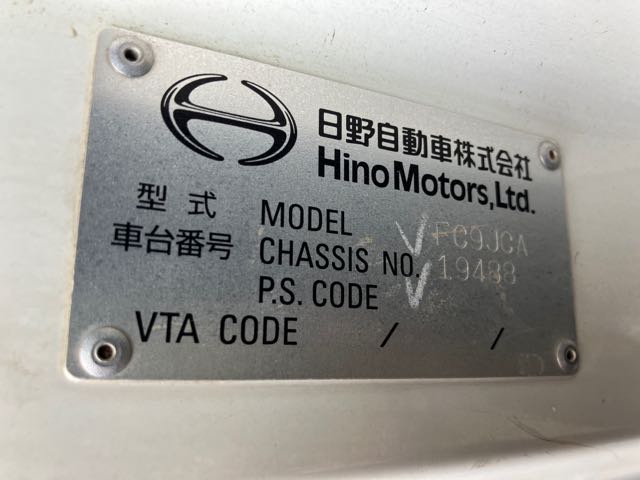 日野自動車株式会社
Hino Motors, Ltd.
型式 MODEL FC9JCA
車台番号 CHASSIS NO. 19488
P.S. CODE
VTA CODE / /